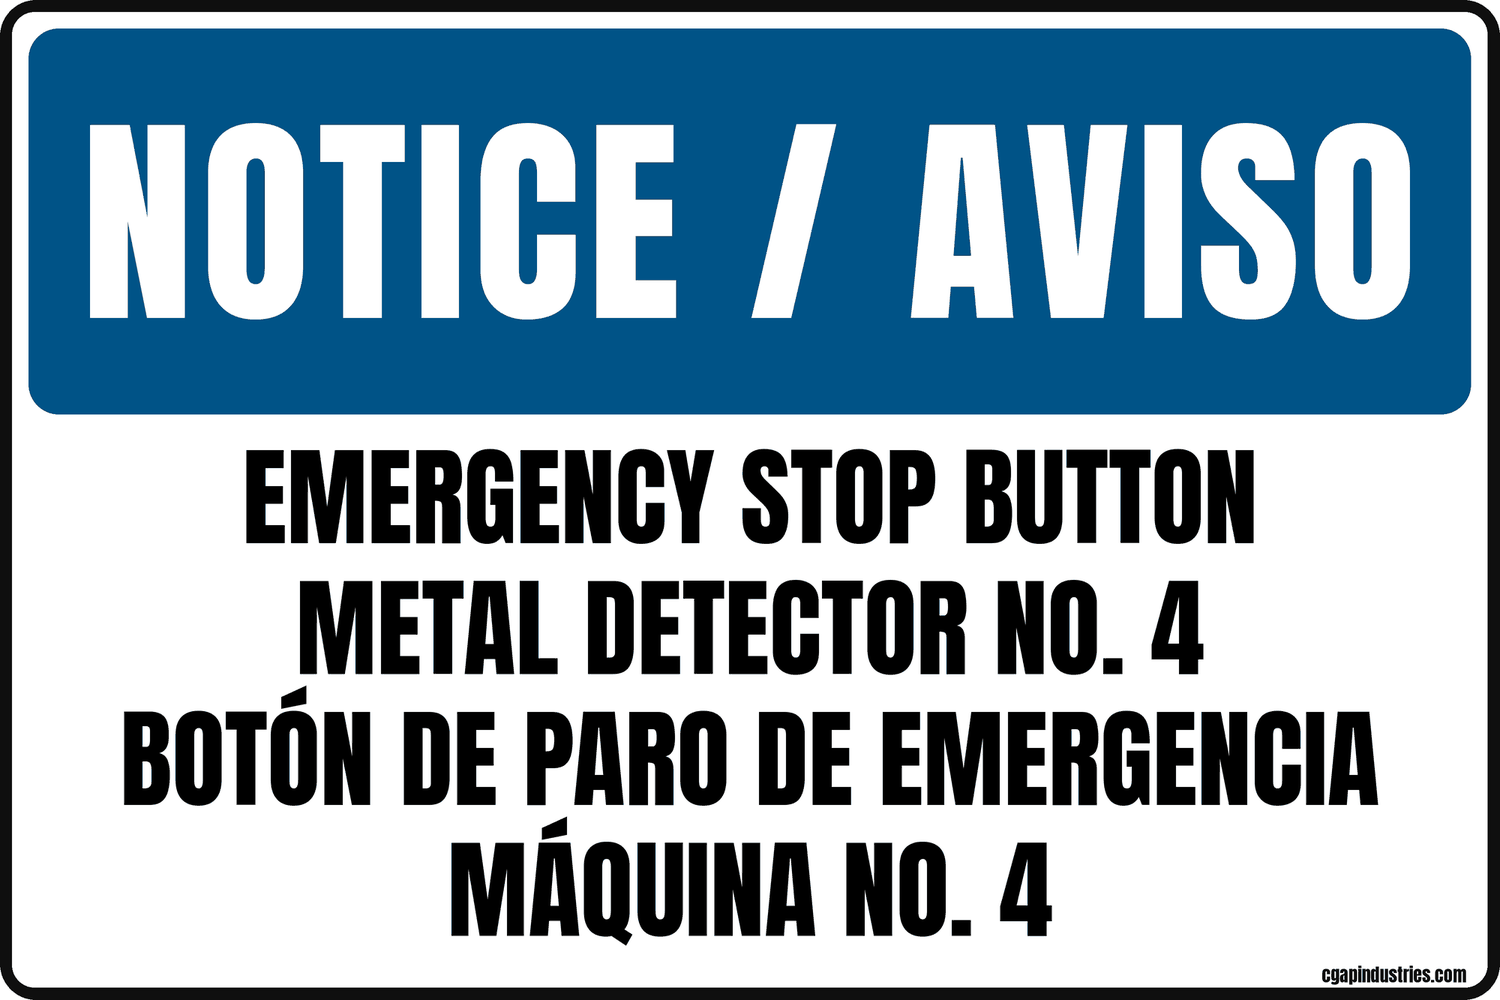 NOTICE / AVISO
EMERGENCY STOP BUTTON
METAL DETECTOR NO. 4
BOTÓN DE PARO DE EMERGENCIA
MÁQUINA NO. 4
cgapindustries.com